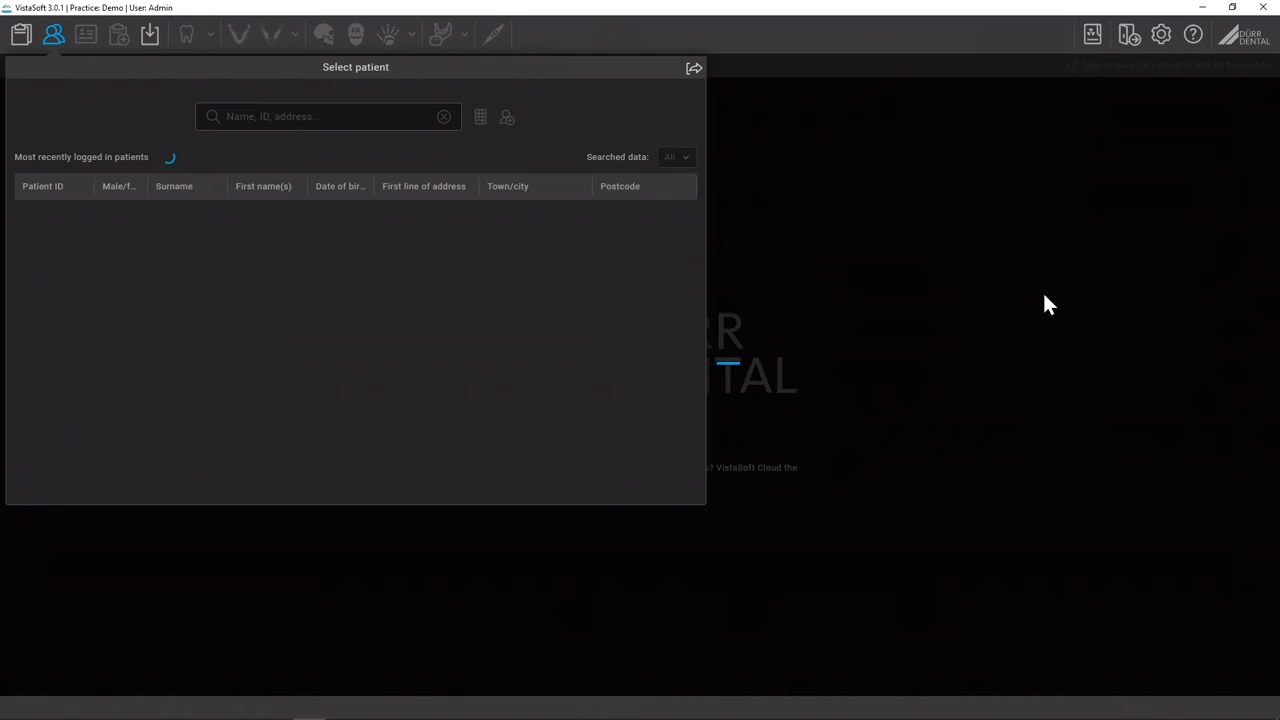 VistaSoft 3.0.1 | Practice: Demo | User: Admin
DÜRR
DENTAL
Select patient
Name, ID, address...
Most recently logged in patients
Searched data:
All
Patient ID
Male/f...
Surname
First name(s)
Date of bir...
First line of address
Town/city
Postcode
RR
TAL
s? VistaSoft Cloud the